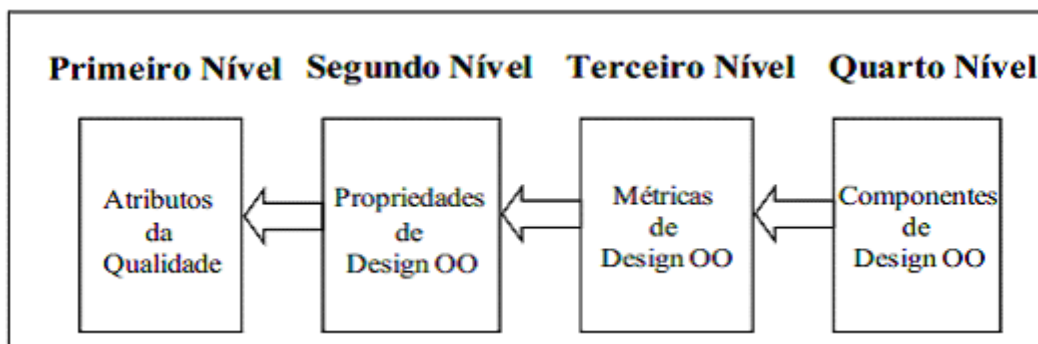 Primeiro Nível
Segundo Nível
Terceiro Nível
Quarto Nível
Atributos
da
Qualidade
Propriedades
de
Design OO
Métricas
de
Design OO
Componentes
de
Design OO